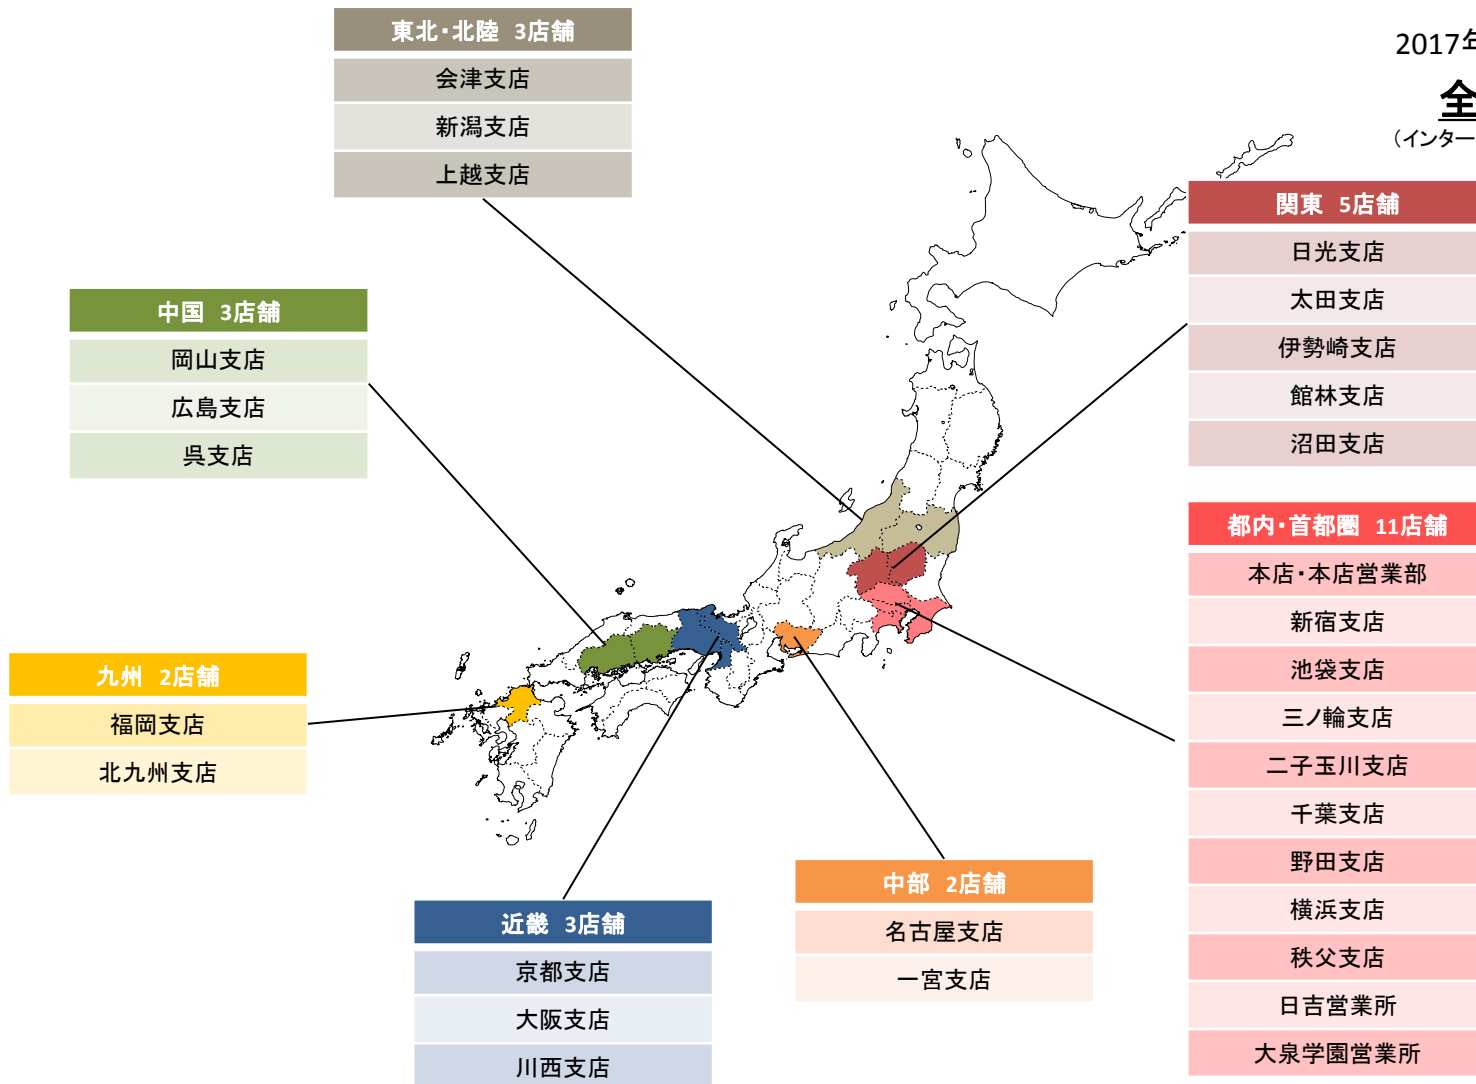 東北・北陸 3店舗
会津支店
新潟支店
上越支店
2017年
全
（インター
関東 5店舗
日光支店
太田支店
伊勢崎支店
館林支店
沼田支店
中国 3店舗
岡山支店
広島支店
呉支店
都内・首都圏 11店舗
本店・本店営業部
新宿支店
池袋支店
三ノ輪支店
二子玉川支店
千葉支店
野田支店
横浜支店
秩父支店
日吉営業所
大泉学園営業所
九州 2店舗
福岡支店
北九州支店
中部 2店舗
名古屋支店
一宮支店
近畿 3店舗
京都支店
大阪支店
川西支店